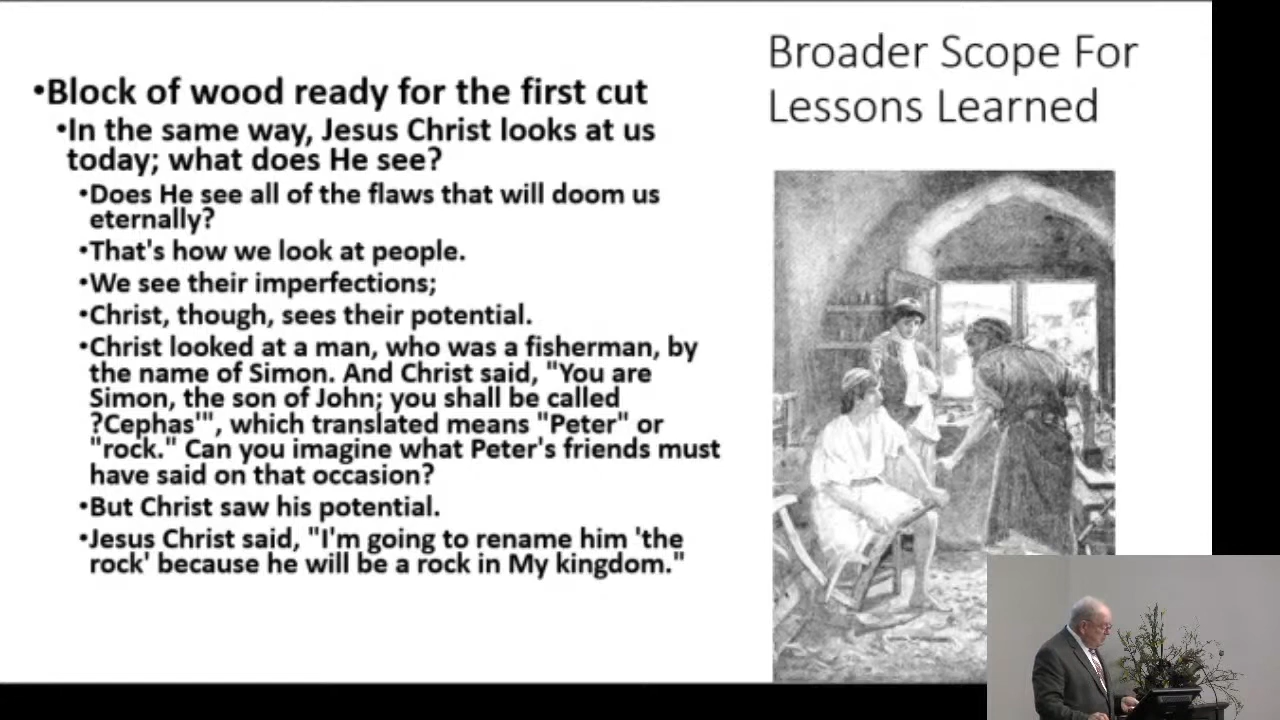 Broader Scope For
Lessons Learned
•Block of wood ready for the first cut
•In the same way, Jesus Christ looks at us
today; what does He see?
•Does He see all of the flaws that will doom us
eternally?
•That's how we look at people.
•We see their imperfections;
•Christ, though, sees their potential.
•Christ looked at a man, who was a fisherman, by
the name of Simon. And Christ said, "You are
Simon, the son of John; you shall be called
?Cephas'", which translated means "Peter" or
"rock." Can you imagine what Peter's friends must
have said on that occasion?
•But Christ saw his potential.
•Jesus Christ said, "I'm going to rename him 'the
rock' because he will be a rock in My kingdom."